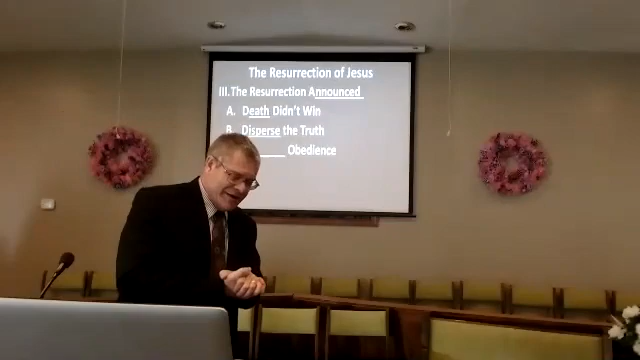 The Resurrection of Jesus
III. The Resurrection Announced
A. Death Didn't Win
B. Disperse the Truth
Obedience